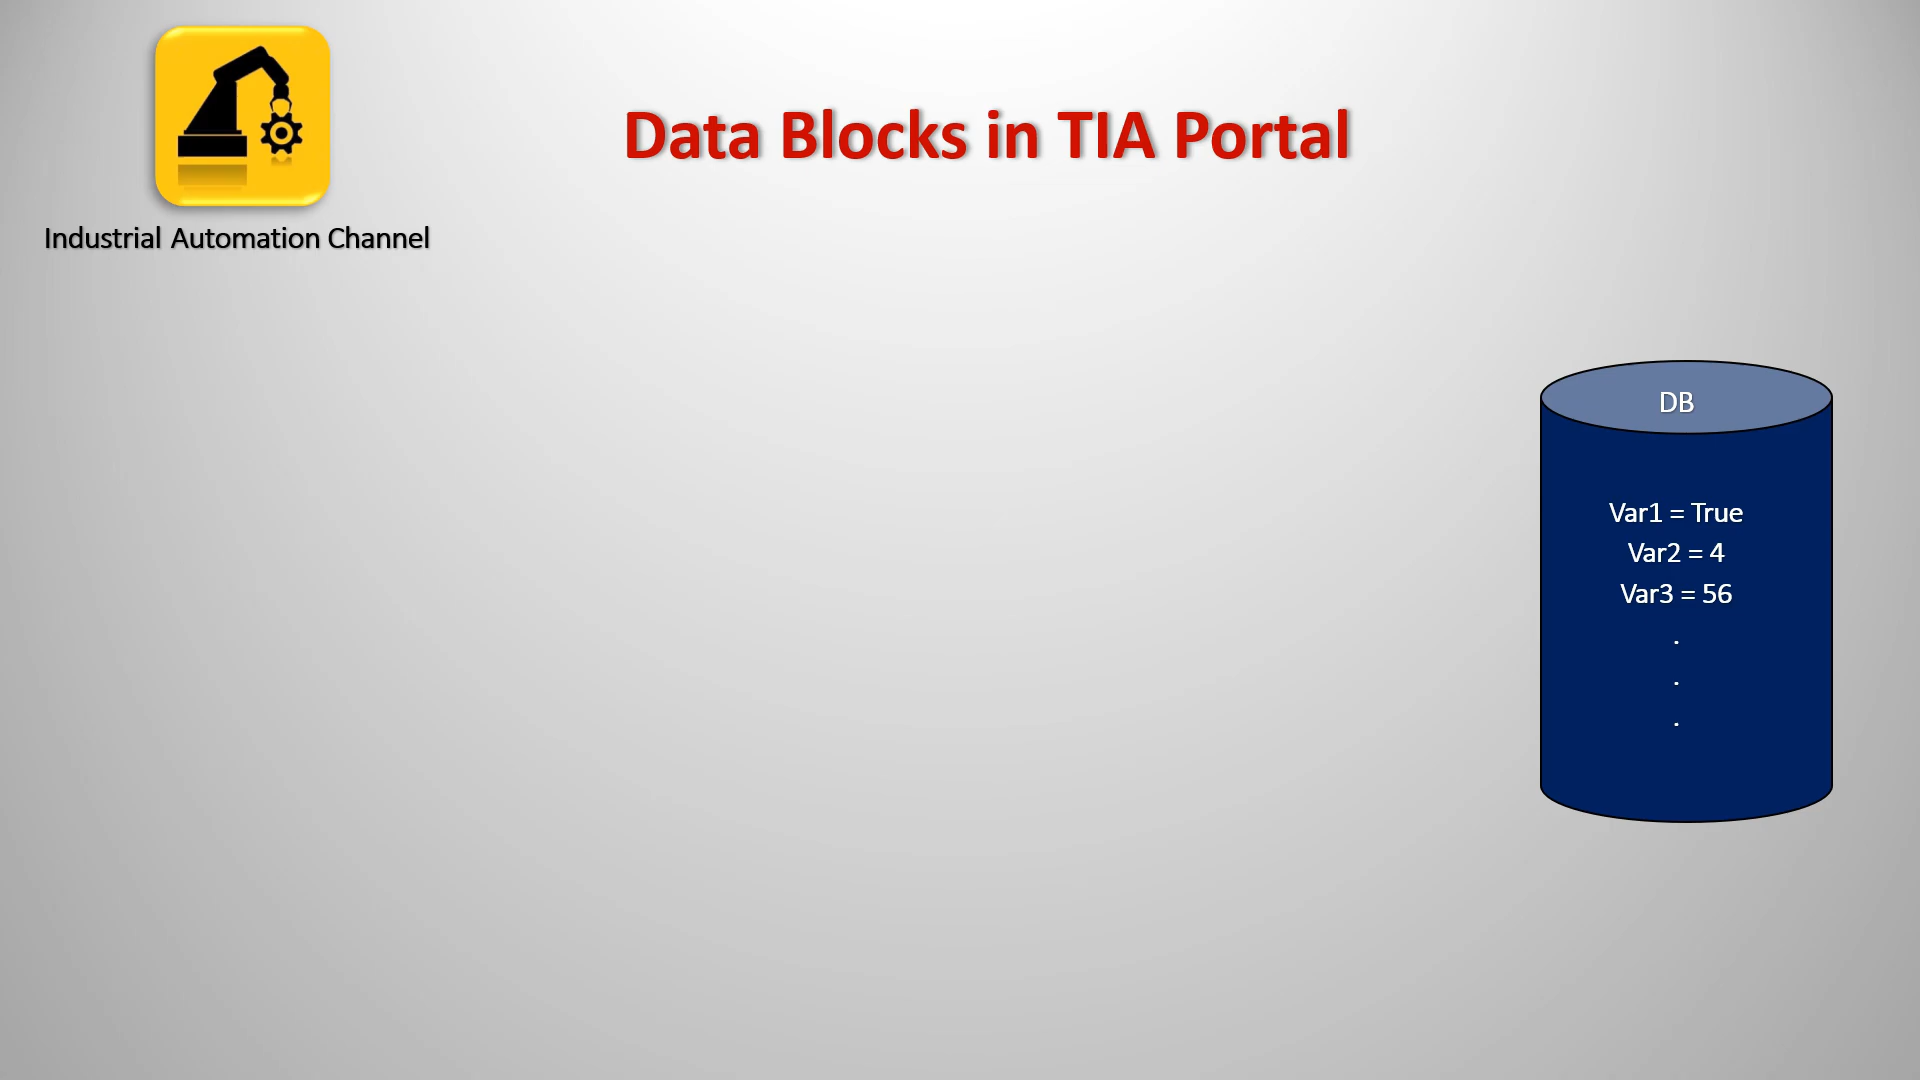 Data Blocks in TIA Portal
Industrial Automation Channel
DB
Var1 = True
Var2 = 4
Var3 = 56
.
.
.